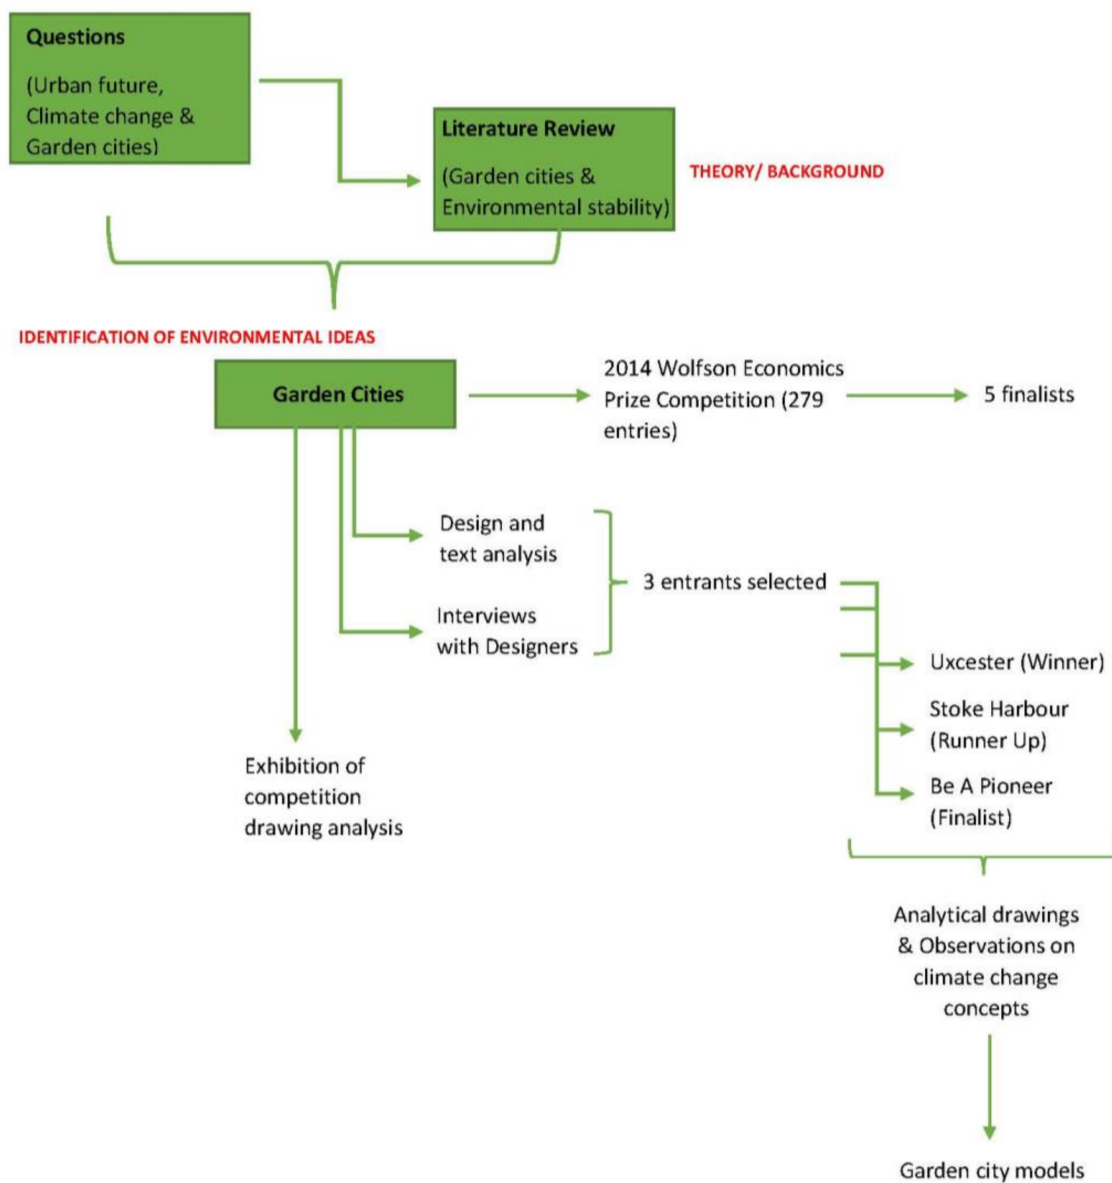 Questions
(Urban future,
Climate change &
Garden cities)
Literature Review
(Garden cities &
Environmental stability)
THEORY/ BACKGROUND
IDENTIFICATION OF ENVIRONMENTAL IDEAS
Garden Cities
2014 Wolfson Economics
Prize Competition (279
entries)
5 finalists
Design and
text analysis
Interviews
with Designers
3 entrants selected
Uxcester (Winner)
Stoke Harbour
(Runner Up)
Be A Pioneer
(Finalist)
Exhibition of
competition
drawing analysis
Analytical drawings
& Observations on
climate change
concepts
Garden city models